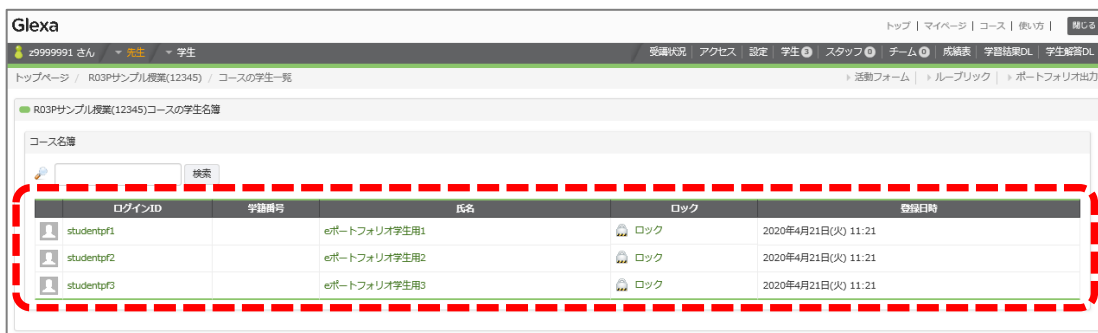 Glexa
トップ | マイページ | コース | 使い方 | 閉じる
z9999991 さん / 先生 / 学生
受講状況 | アクセス | 設定 | 学生3 | スタッフ0 | チーム0 | 成績表 | 学習結果DL | 学生解答DL
トップページ / R03Pサンプル授業(12345) / コースの学生一覧
活動フォーム | ルーブリック | ポートフォリオ出力
R03Pサンプル授業(12345)コースの学生名簿
コース名簿
検索
ログインID 学籍番号 氏名 ロック 登録日時
studentpf1 eポートフォリオ学生用1 ロック 2020年4月21日(火) 11:21
studentpf2 eポートフォリオ学生用2 ロック 2020年4月21日(火) 11:21
studentpf3 eポートフォリオ学生用3 ロック 2020年4月21日(火) 11:21